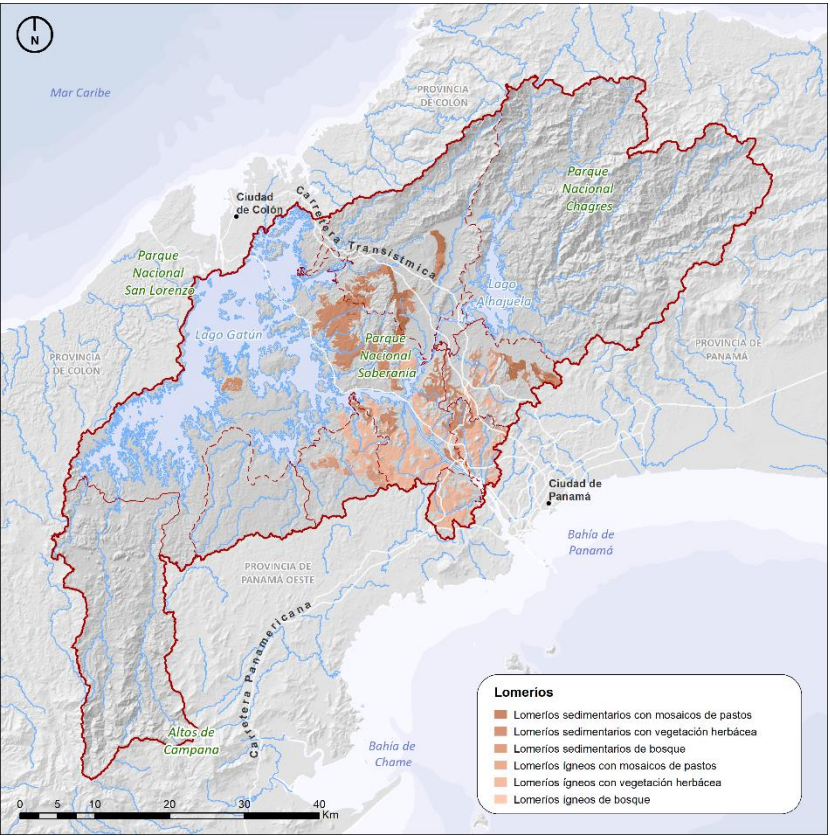 N
Mar Caribe
PROVINCIA
DE COLÓN
Parque
Nacional
Chagres
Ciudad
de Colón
Carretera Transístmica
Parque
Nacional
San Lorenzo
Lago
Alhajuela
Lago Gatún
Parque
Nacional
Soberanía
PROVINCIA
DE COLÓN
PROVINCIA DE
PANAMÁ
Ciudad de
Panamá
Bahía de
Panamá
PROVINCIA DE
PANAMÁ OESTE
Carretera Panamericana
Altos de
Campana
Bahía de
Chame
Lomeríos
Lomeríos sedimentarios con mosaicos de pastos
Lomeríos sedimentarios con vegetación herbácea
Lomeríos sedimentarios de bosque
Lomeríos ígneos con mosaicos de pastos
Lomeríos ígneos con vegetación herbácea
Lomeríos ígneos de bosque
0 5 10 20 30 40
Km